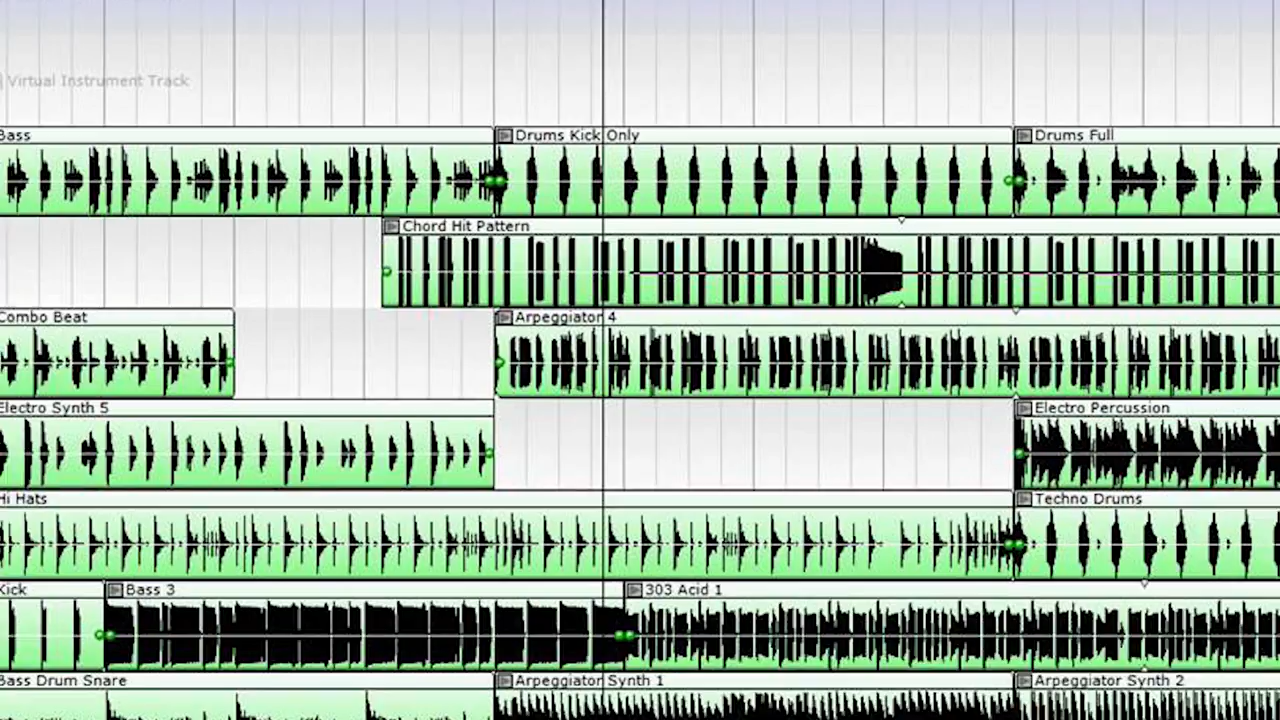 Virtual Instrument Track
Bass
Drums Kick Only
Drums Full
Chord Hit Pattern
Combo Beat
Arpeggiator 4
Electro Synth 5
Electro Percussion
Hi Hats
Techno Drums
Kick
Bass 3
303 Acid 1
Bass Drum Snare
Arpeggiator Synth 1
Arpeggiator Synth 2